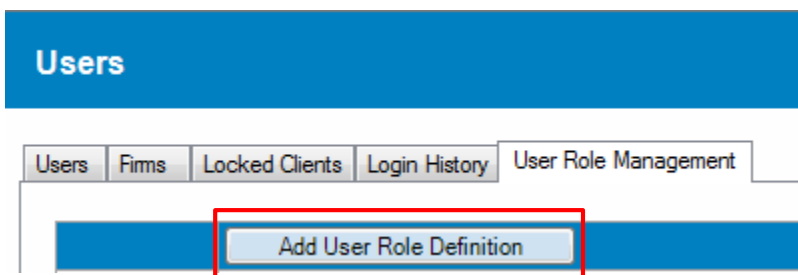 Users
Users Firms Locked Clients Login History User Role Management
Add User Role Definition